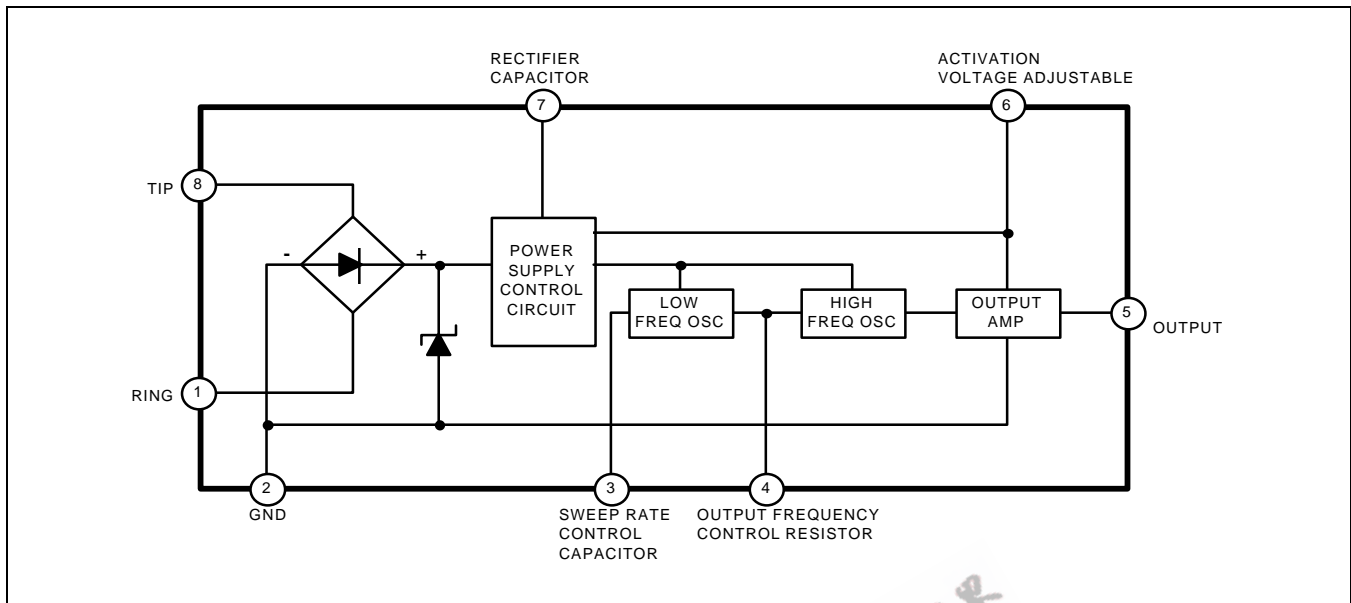 RECTIFIER
CAPACITOR
ACTIVATION
VOLTAGE ADJUSTABLE
7
6
TIP
8
-
+
POWER
SUPPLY
CONTROL
CIRCUIT
LOW
FREQ OSC
HIGH
FREQ OSC
OUTPUT
AMP
5
OUTPUT
RING
1
2
GND
3
SWEEP RATE
CONTROL
CAPACITOR
4
OUTPUT FREQUENCY
CONTROL RESISTOR